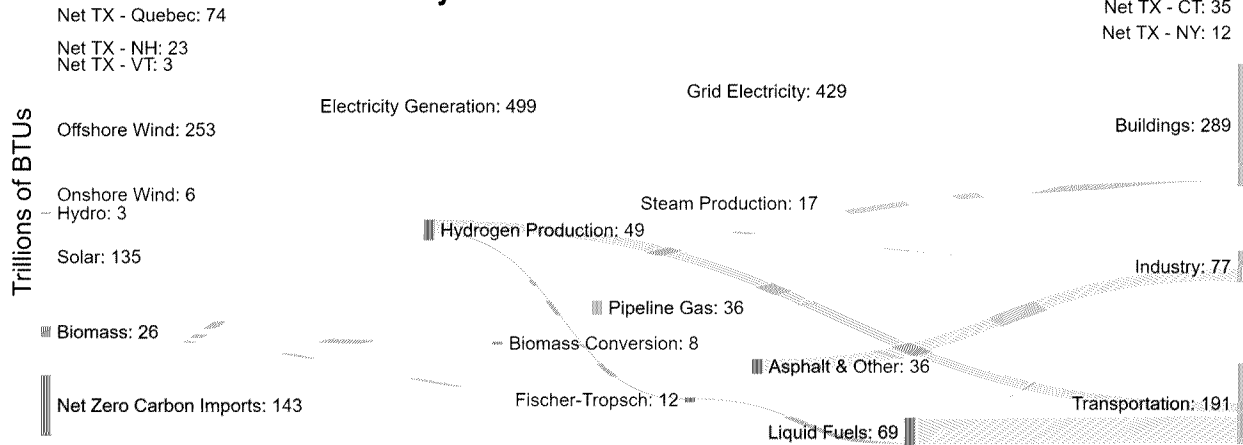 Net TX - Quebec: 74
Net TX - CT: 35
Net TX - NY: 12
Net TX - NH: 23
Net TX - VT: 3
Grid Electricity: 429
Electricity Generation: 499
Buildings: 289
Offshore Wind: 253
Trillions of BTUs
Onshore Wind: 6
Steam Production: 17
Hydro: 3
Hydrogen Production: 49
Solar: 135
Industry: 77
Pipeline Gas: 36
Biomass: 26
Biomass Conversion: 8
Asphalt & Other: 36
Fischer-Tropsch: 12
Net Zero Carbon Imports: 143
Transportation: 191
Liquid Fuels: 69